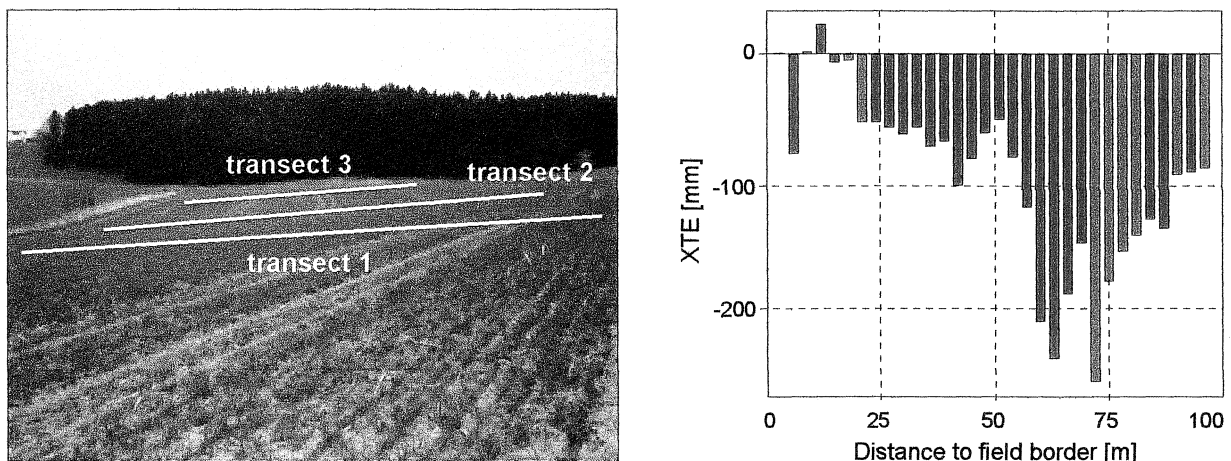 transect 3
transect 2
transect 1
0
-100
-200
XTE [mm]
0 25 50 75 100
Distance to field border [m]